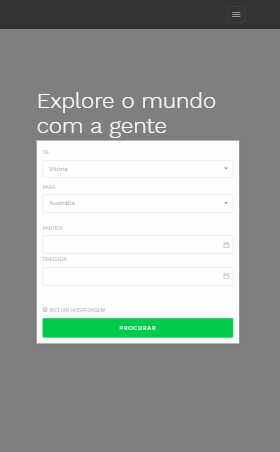 Explore o mundo
com a gente
DE
Vitória
PARA
Austrália
PARTIDA
CHEGADA
INCLUIR HOSPEDAGEM
PROCURAR